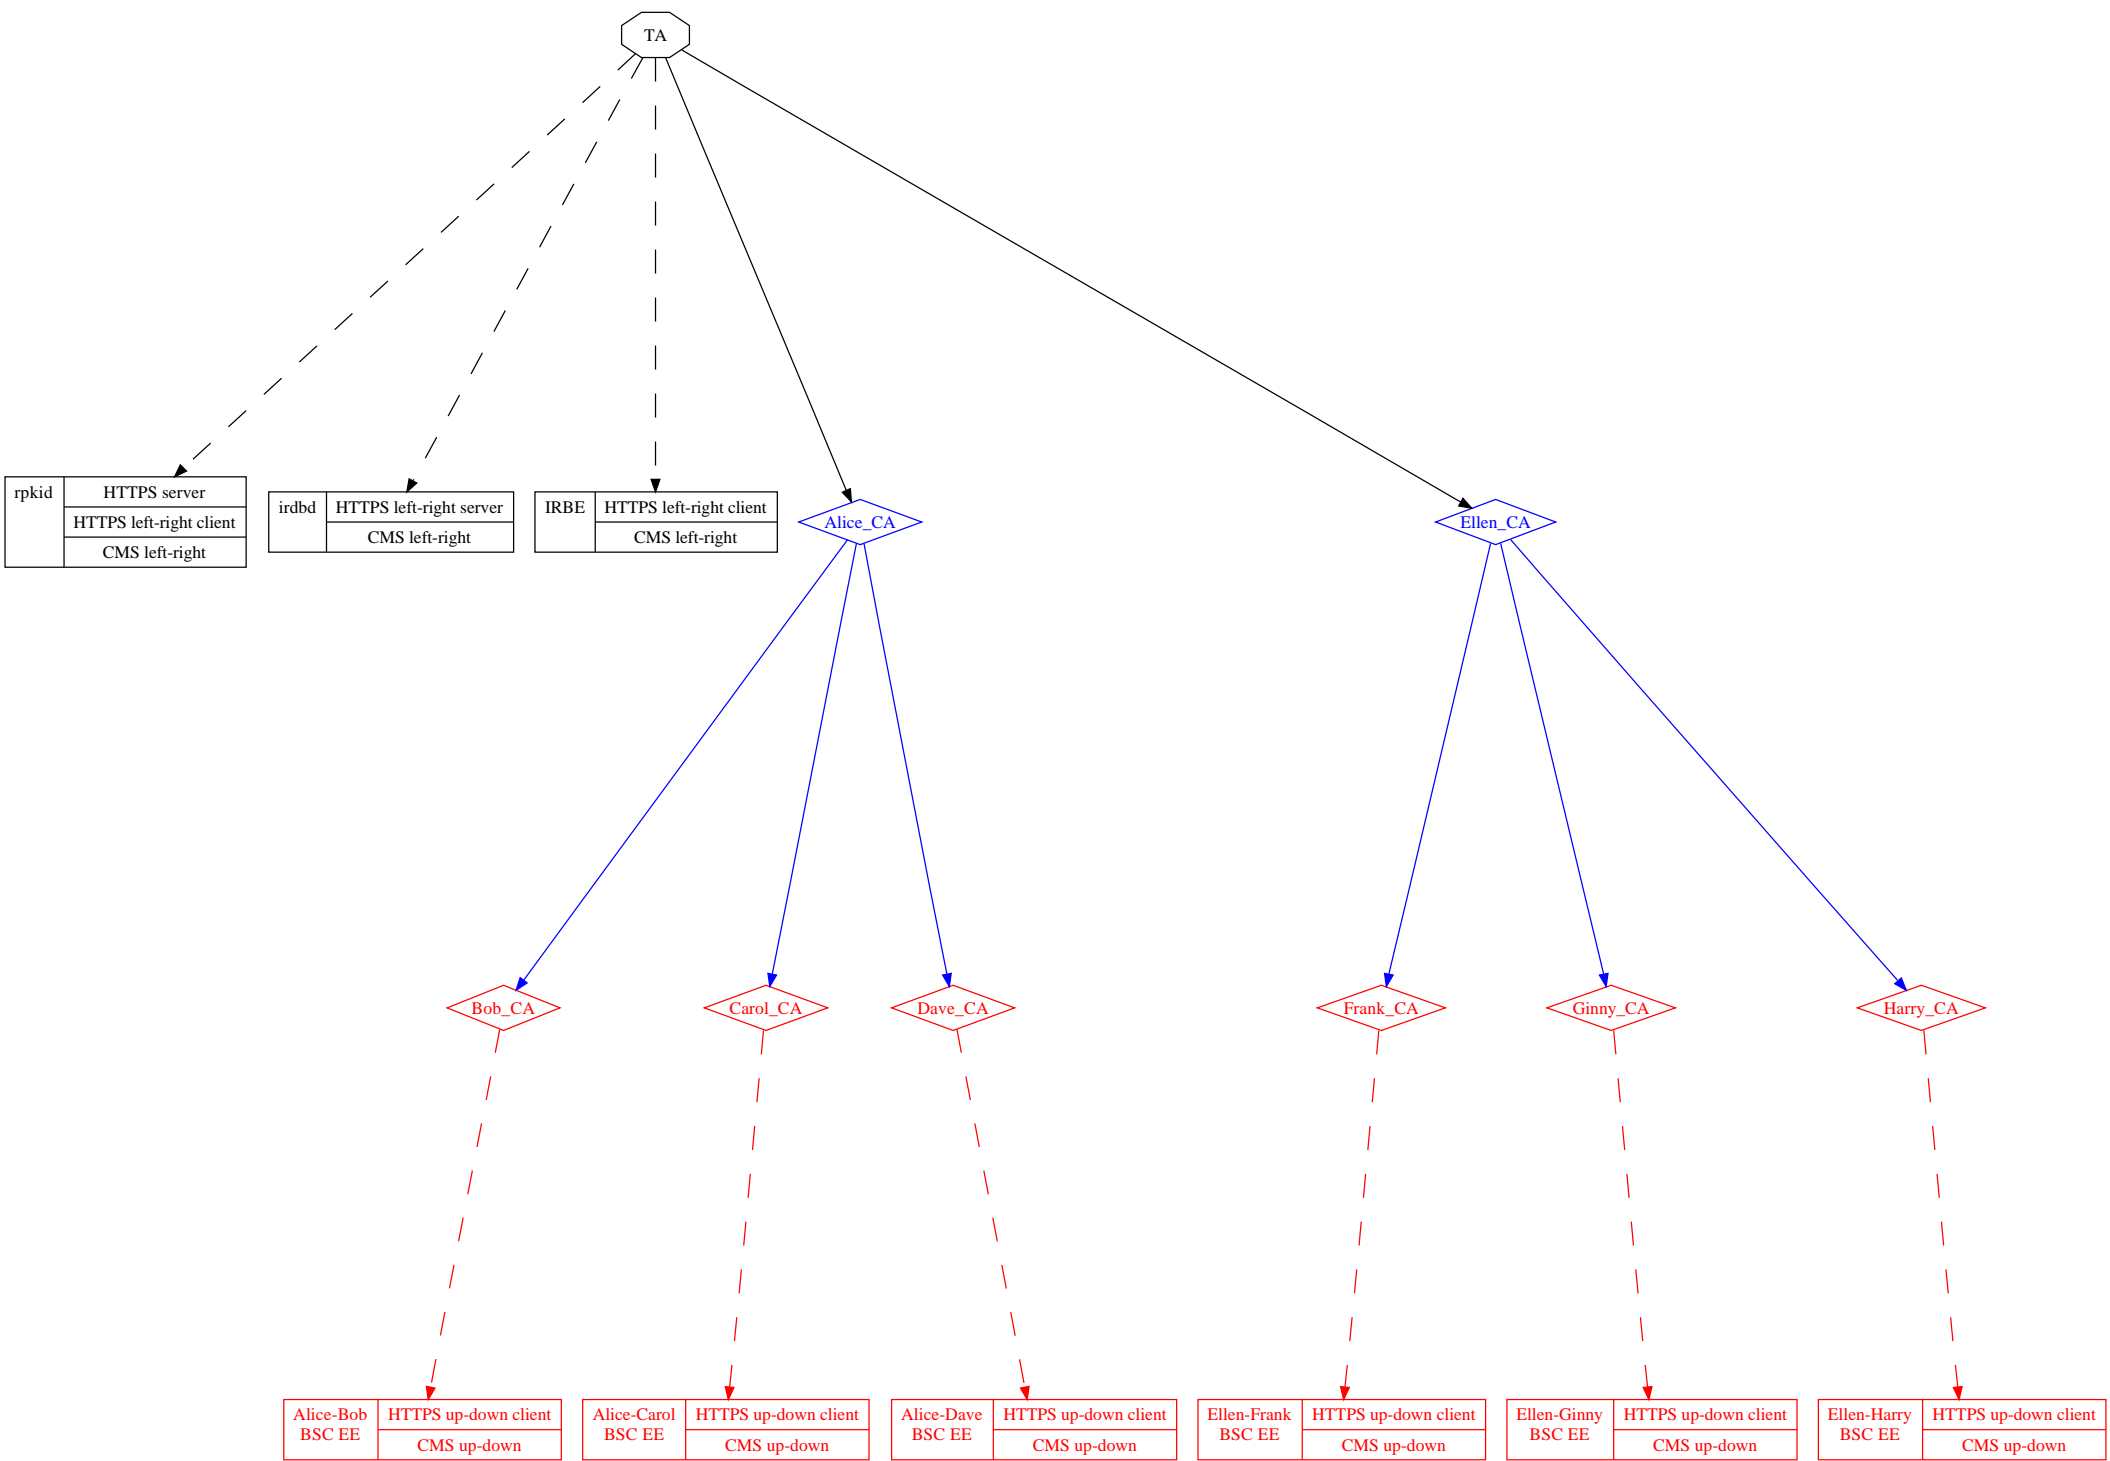 TA
rpkid
HTTPS server
HTTPS left-right client
CMS left-right
irdbd
HTTPS left-right server
CMS left-right
IRBE
HTTPS left-right client
CMS left-right
Alice_CA
Ellen_CA
Bob_CA
Carol_CA
Dave_CA
Frank_CA
Ginny_CA
Harry_CA
Alice-Bob
BSC EE
HTTPS up-down client
CMS up-down
Alice-Carol
BSC EE
HTTPS up-down client
CMS up-down
Alice-Dave
BSC EE
HTTPS up-down client
CMS up-down
Ellen-Frank
BSC EE
HTTPS up-down client
CMS up-down
Ellen-Ginny
BSC EE
HTTPS up-down client
CMS up-down
Ellen-Harry
BSC EE
HTTPS up-down client
CMS up-down